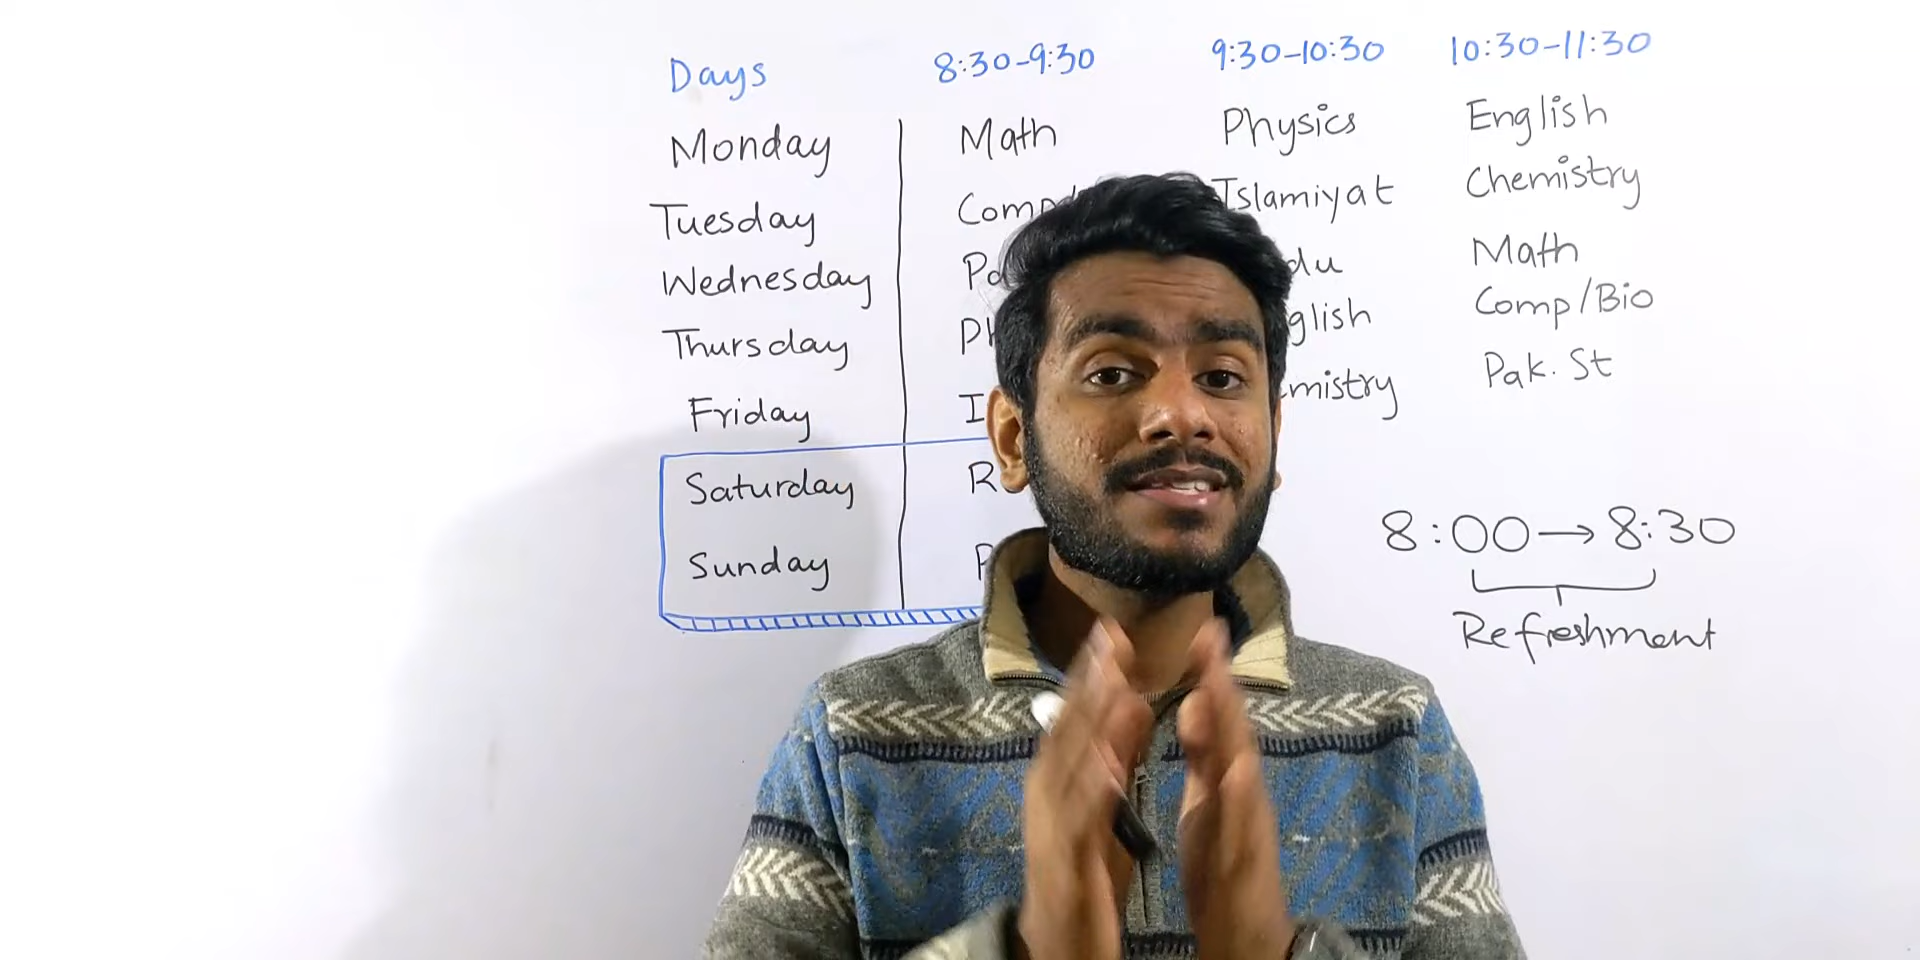 Days 8:30-9:30 9:30-10:30 10:30-11:30
Monday Math Physics English
Tuesday Islamiyat Chemistry
Wednesday Math
Thursday Comp/Bio
Friday Pak. St
Saturday
Sunday
8:00→8:30
Refreshment